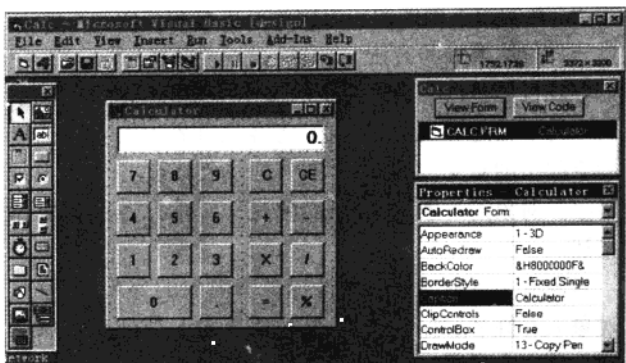 Calc - Microsoft Visual Basic [design]
File Edit View Insert Run Tools Add-Ins Help
1752,1728 3372 × 3300
Calculator
0.
7 8 9 C CE
4 5 6 + -
1 2 3 X /
0 . = %
View Form View Code
CALC.FRM Calculator
Properties - Calculator
Calculator Form
Appearance 1 - 3D
AutoRedraw False
BackColor &H8000000F&
BorderStyle 1 - Fixed Single
Caption Calculator
ClipControls False
ControlBox True
DrawMode 13 - Copy Pen
etwork